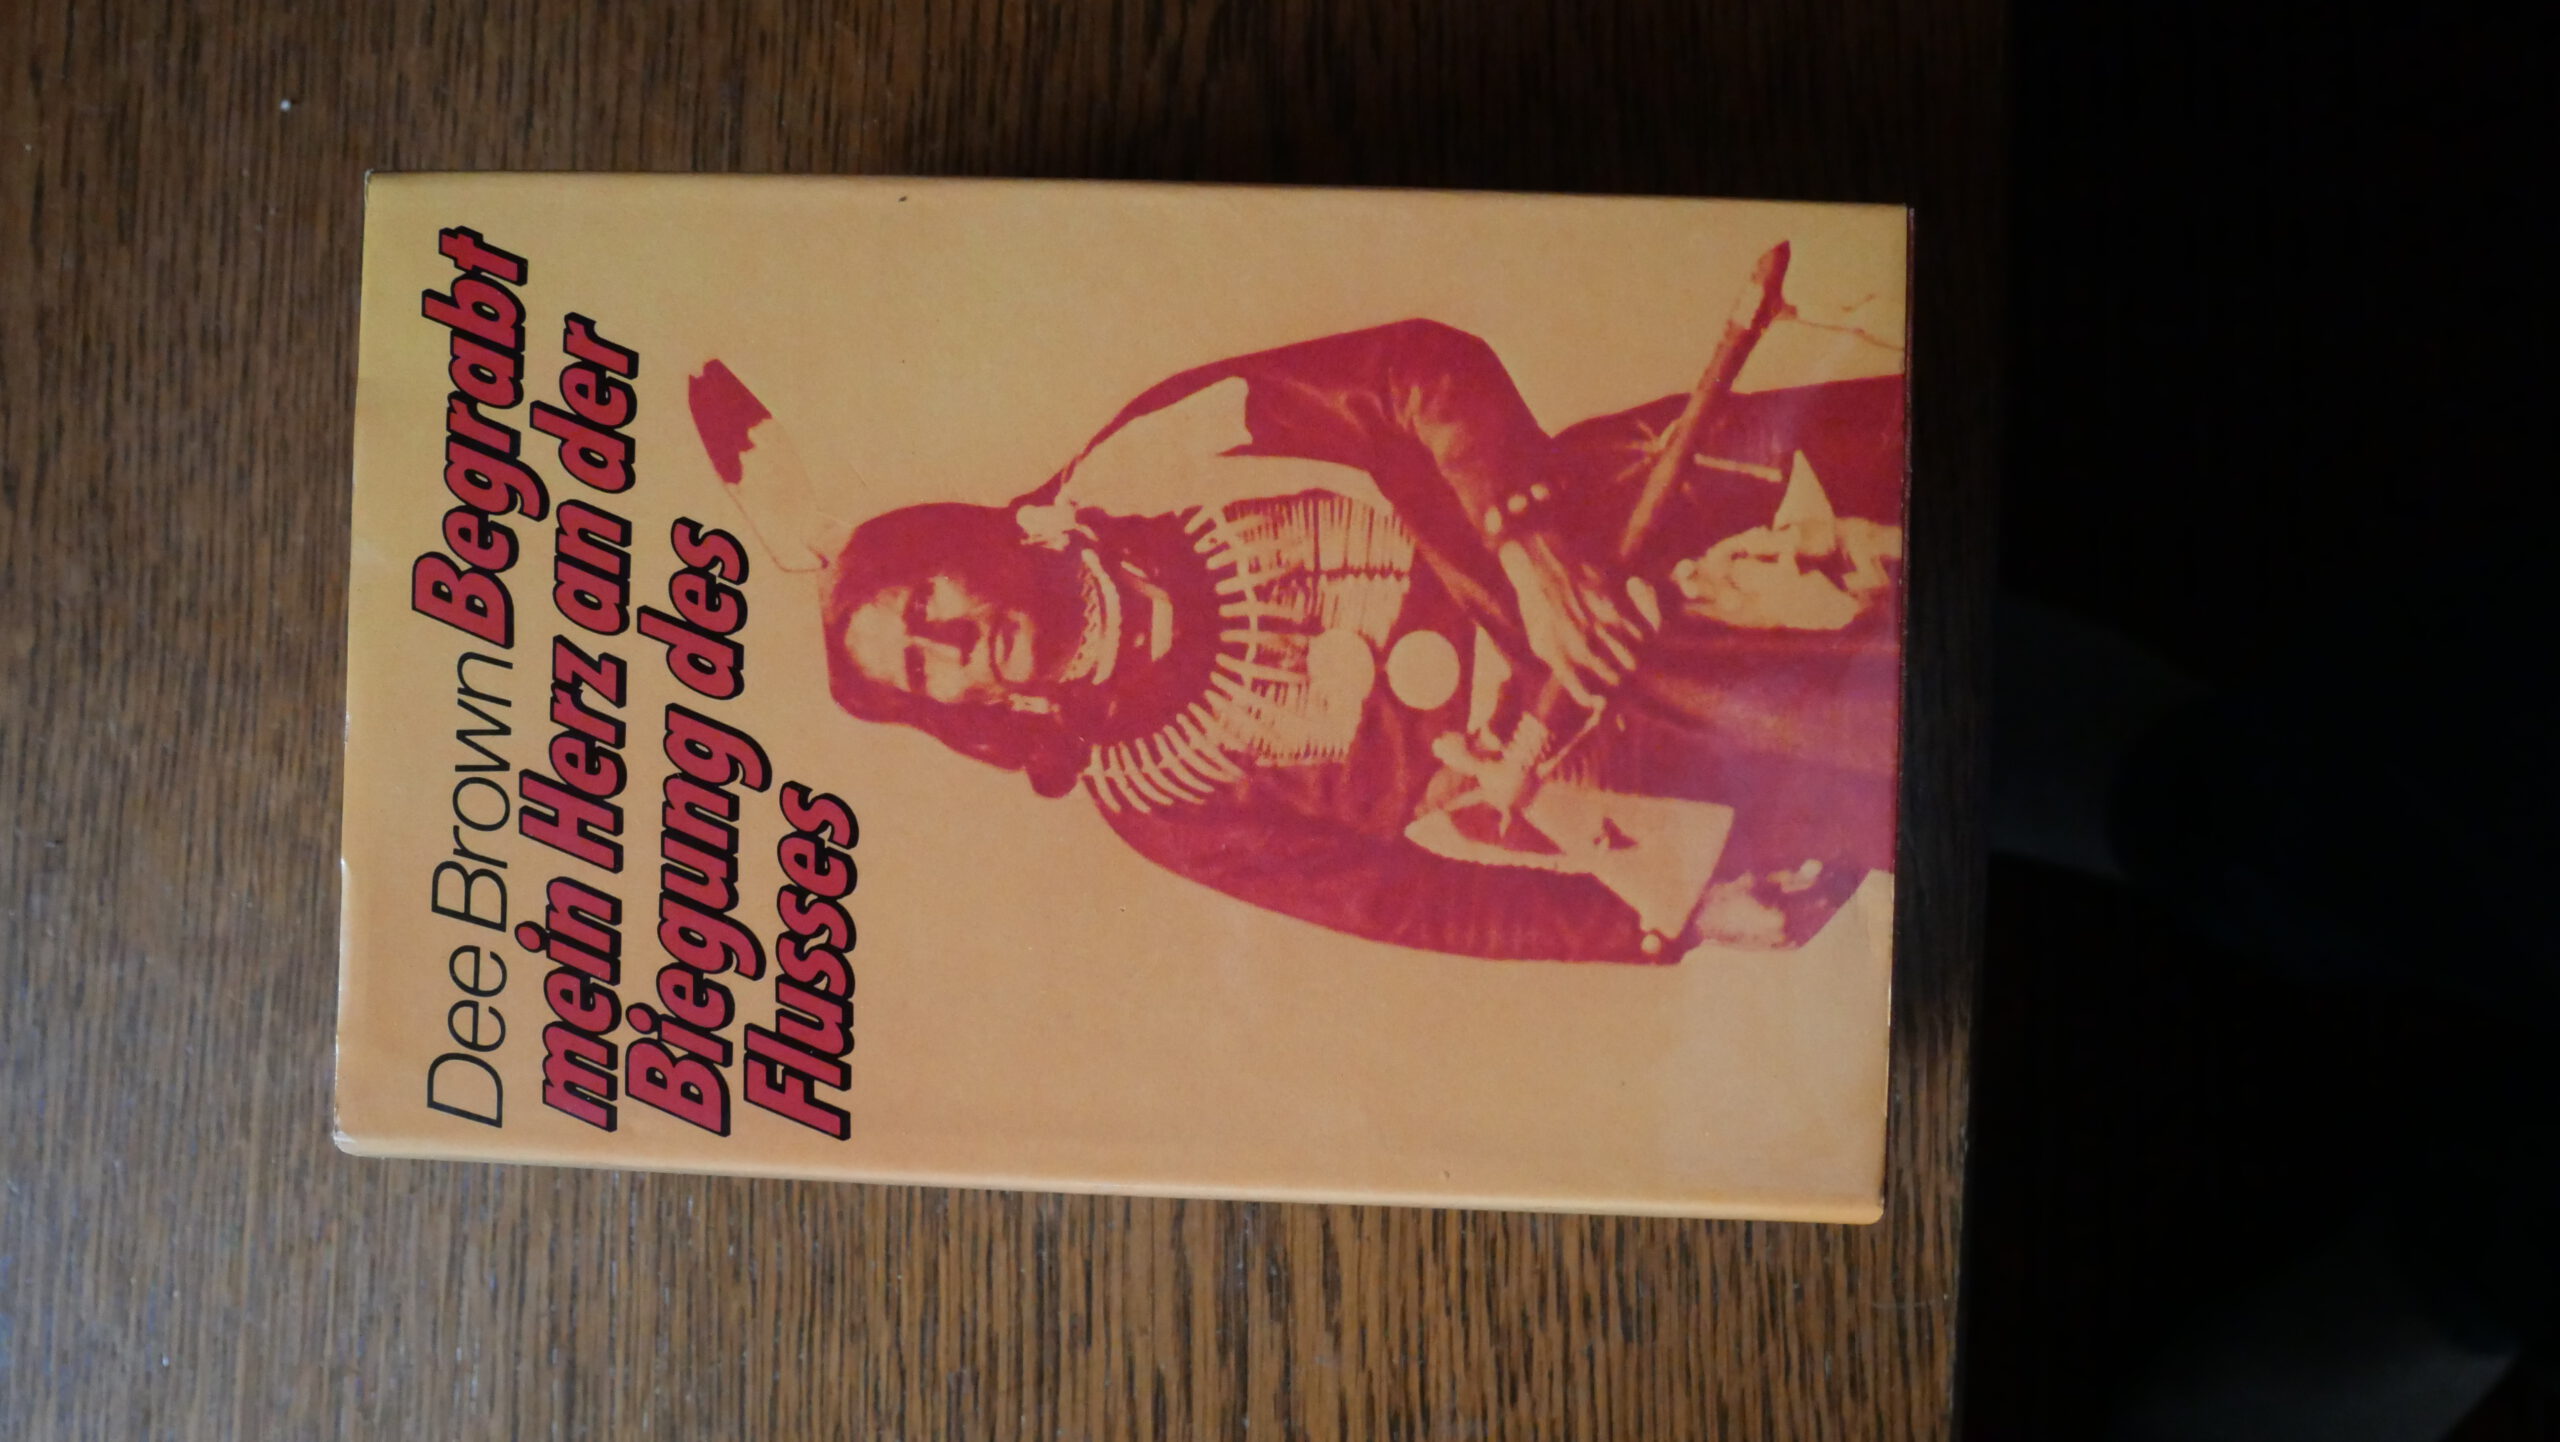 Dee Brown Begrabt
mein Herz an der
Biegung des
Flusses